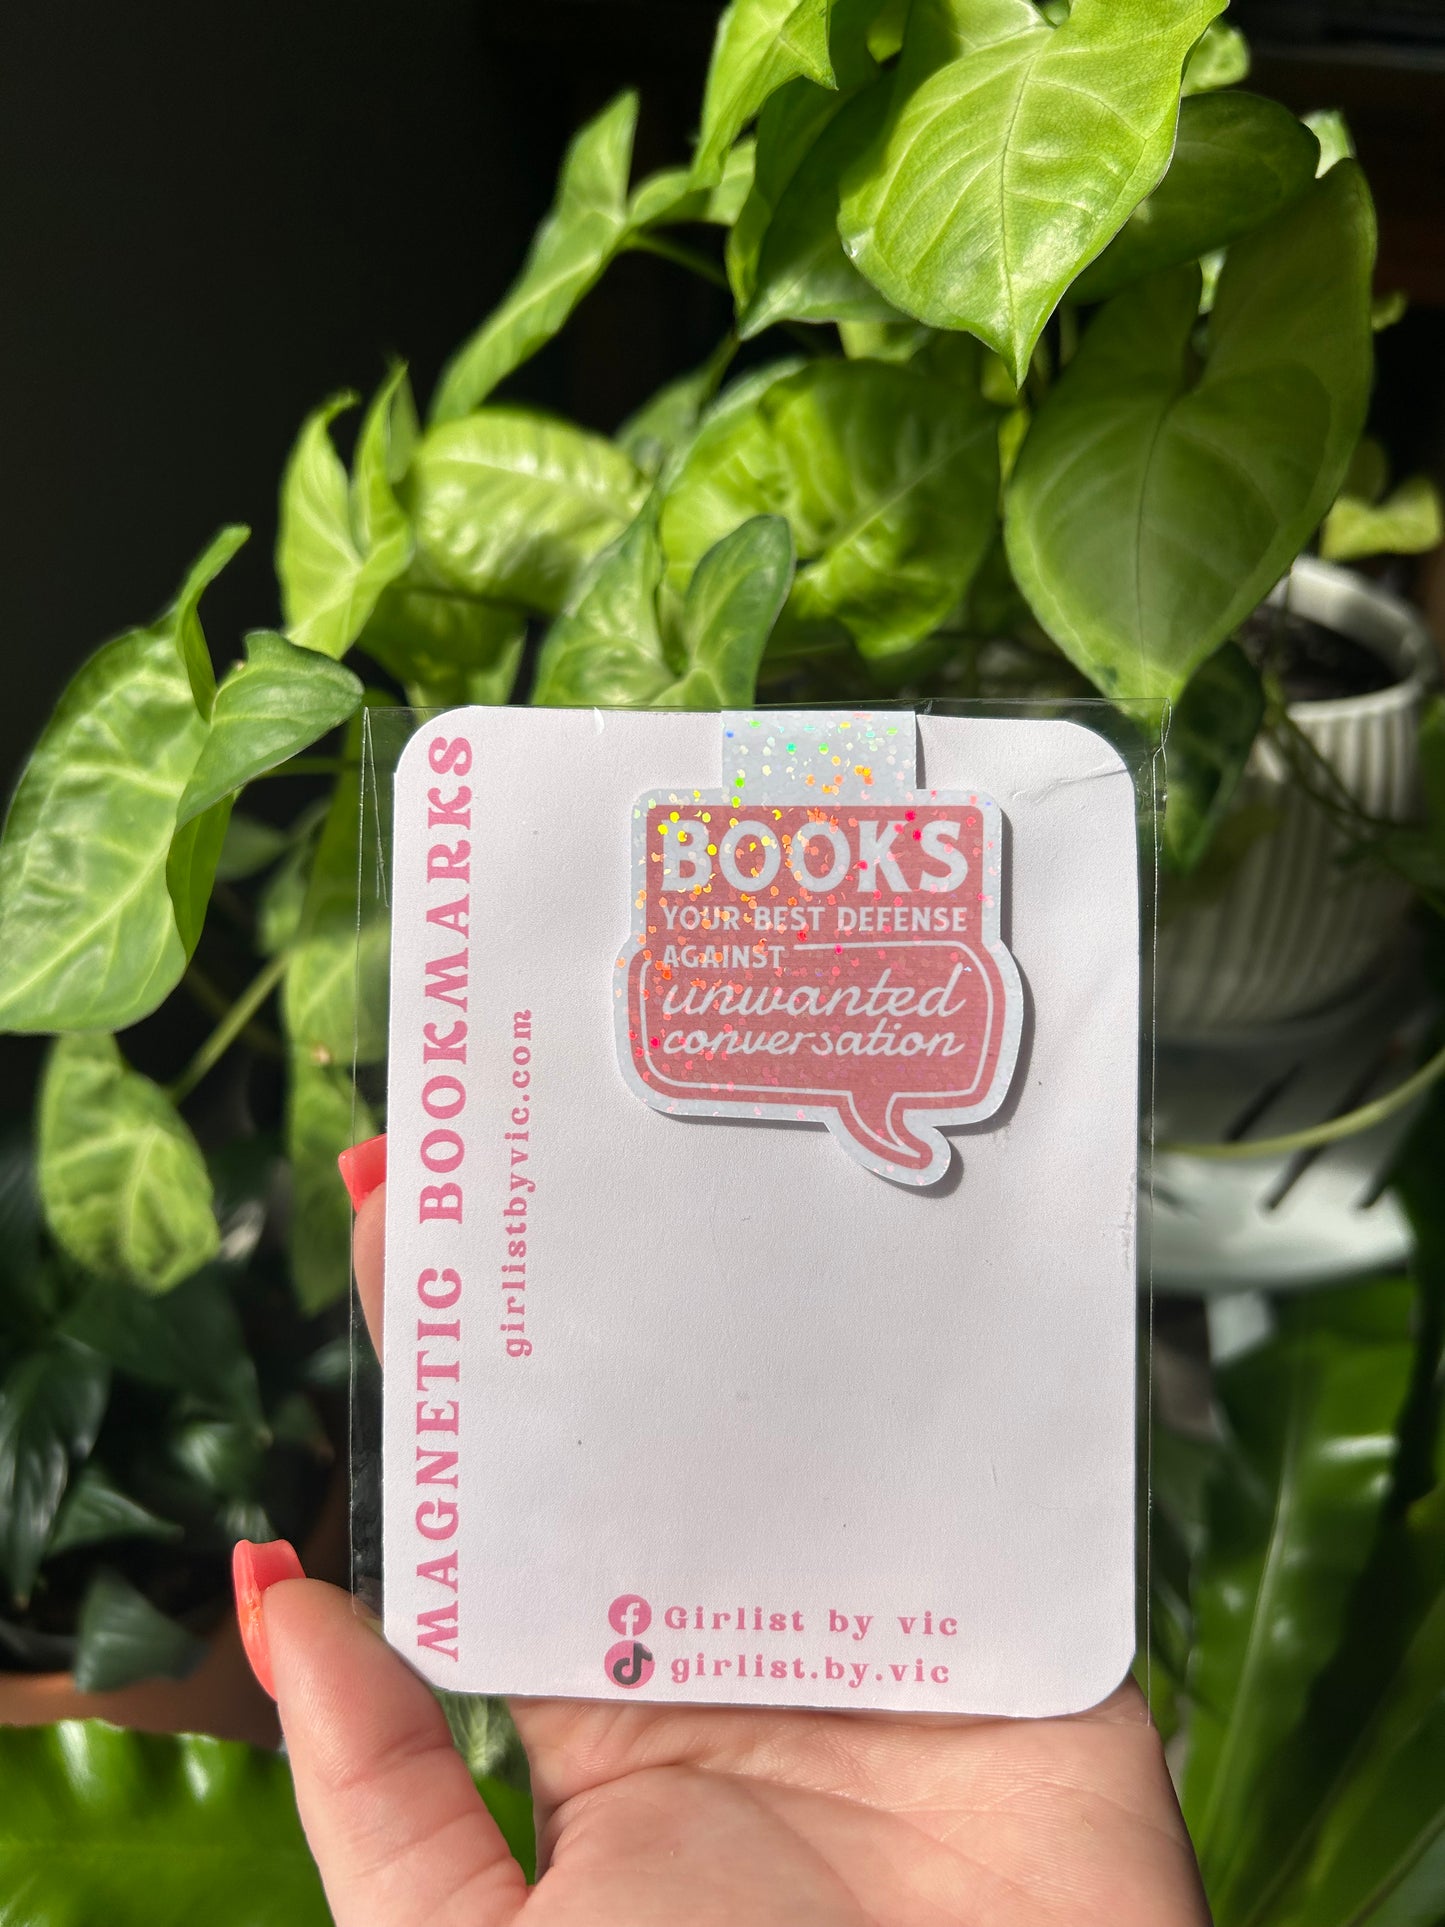 MAGNETIC BOOKMARKS
girlistbyvic.com
BOOKS
YOUR BEST DEFENSE
AGAINST
unwanted
conversation
Girlist by vic
girlist.by.vic